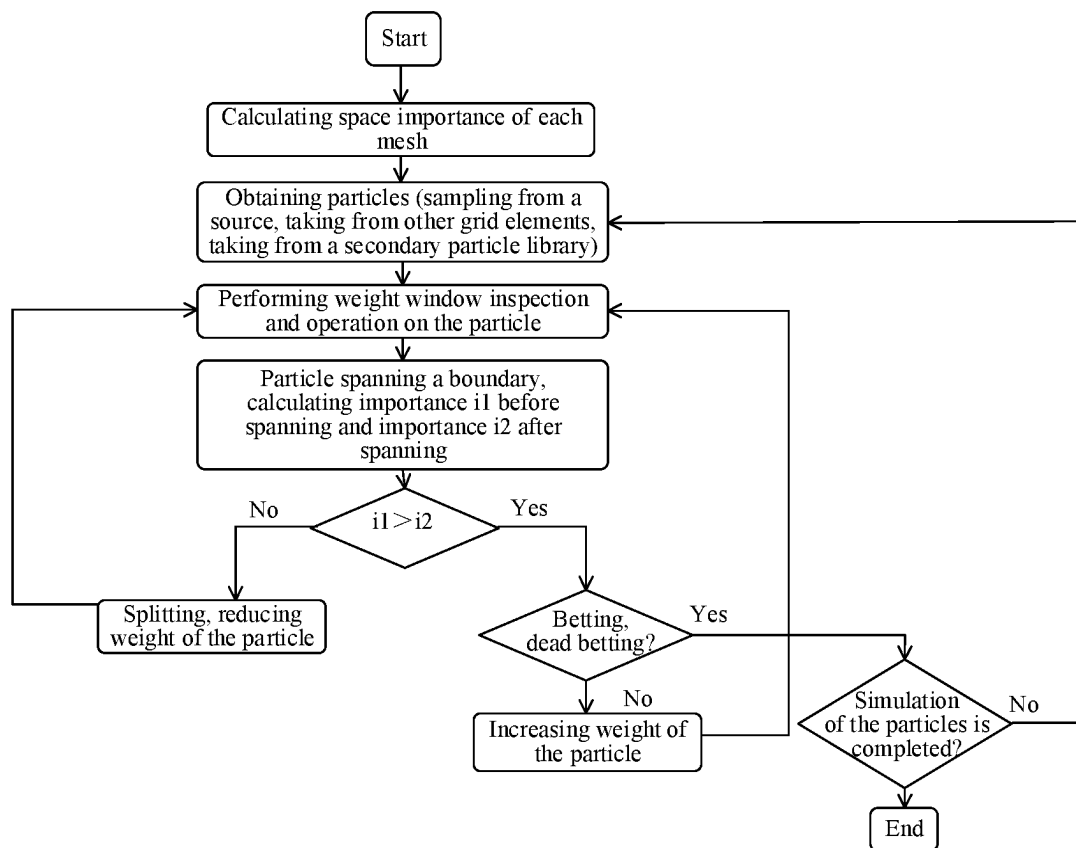 Start
Calculating space importance of each
mesh
Obtaining particles (sampling from a
source, taking from other grid elements,
taking from a secondary particle library)
Performing weight window inspection
and operation on the particle
Particle spanning a boundary,
calculating importance i1 before
spanning and importance i2 after
spanning
No
i1＞i2
Yes
Splitting, reducing
weight of the particle
Betting,
dead betting?
Yes
No
Increasing weight of
the particle
Simulation
of the particles is
completed?
No
End